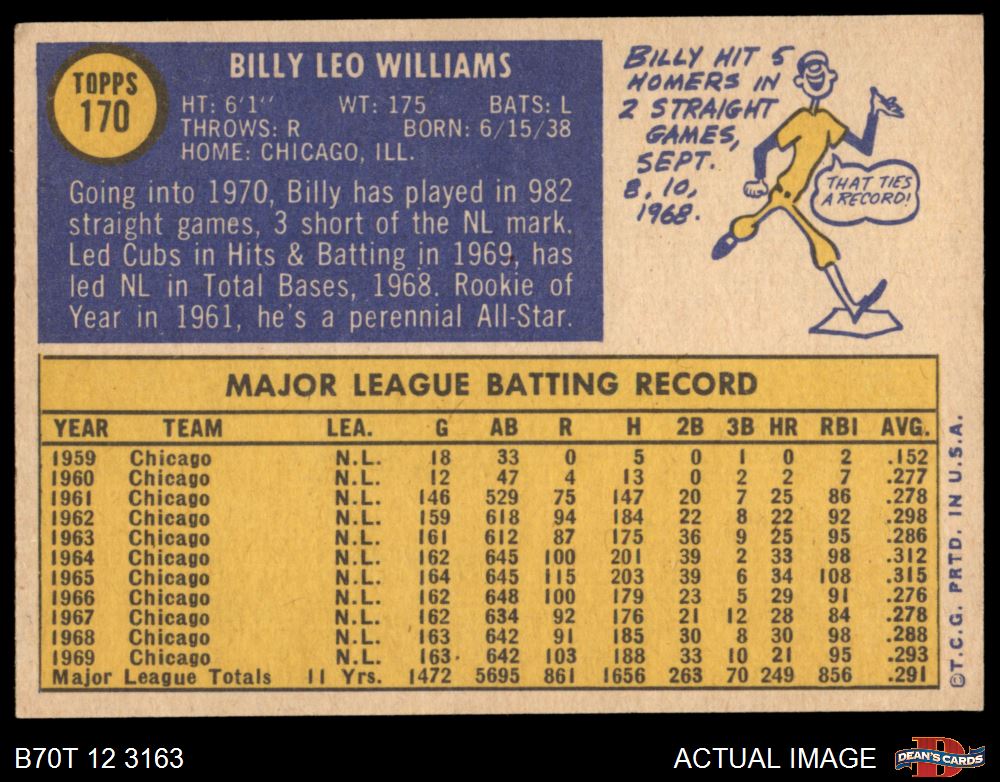 TOPPS
170
BILLY LEO WILLIAMS
HT: 6'1" WT: 175 BATS: L
THROWS: R BORN: 6/15/38
HOME: CHICAGO, ILL.
Going into 1970, Billy has played in 982
straight games, 3 short of the NL mark.
Led Cubs in Hits & Batting in 1969, has
led NL in Total Bases, 1968. Rookie of
Year in 1961, he's a perennial All-Star.
BILLY HIT 5
HOMERS IN
2 STRAIGHT
GAMES,
SEPT.
8, 10,
1968.
THAT TIES
A RECORD!
MAJOR LEAGUE BATTING RECORD
YEAR TEAM LEA. G AB R H 2B 3B HR RBI AVG.
1959 Chicago N.L. 18 33 0 5 0 1 0 2 .152
1960 Chicago N.L. 12 47 4 13 0 2 2 7 .277
1961 Chicago N.L. 146 529 75 147 20 7 25 86 .278
1962 Chicago N.L. 159 618 94 184 22 8 22 92 .298
1963 Chicago N.L. 161 612 87 175 36 9 25 95 .286
1964 Chicago N.L. 162 645 100 201 39 2 33 98 .312
1965 Chicago N.L. 164 645 115 203 39 6 34 108 .315
1966 Chicago N.L. 162 648 100 179 23 5 29 91 .276
1967 Chicago N.L. 162 634 92 176 21 12 28 84 .278
1968 Chicago N.L. 163 642 91 185 30 8 30 98 .288
1969 Chicago N.L. 163 642 103 188 33 10 21 95 .293
Major League Totals 11 Yrs. 1472 5695 861 1656 263 70 249 856 .291
©T.C.G. PRTD. IN U.S.A.
B70T 12 3163
ACTUAL IMAGE
D
DEAN'S CARDS